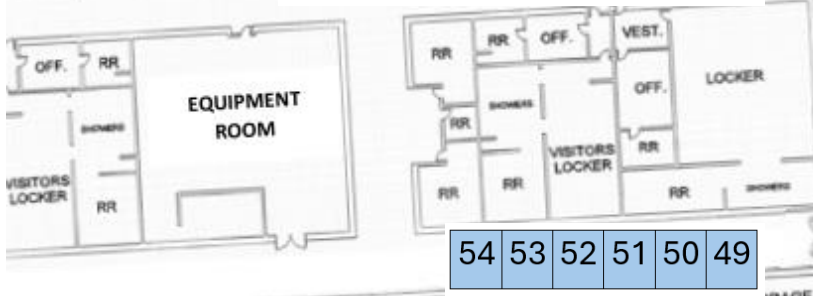 OFF.
RR
EQUIPMENT
ROOM
SHOWERS
VISITORS
LOCKER
RR
RR
RR
OFF.
VEST.
SHOWERS
OFF.
LOCKER
RR
VISITORS
LOCKER
RR
RR
RR
RR
SHOWERS
54 53 52 51 50 49